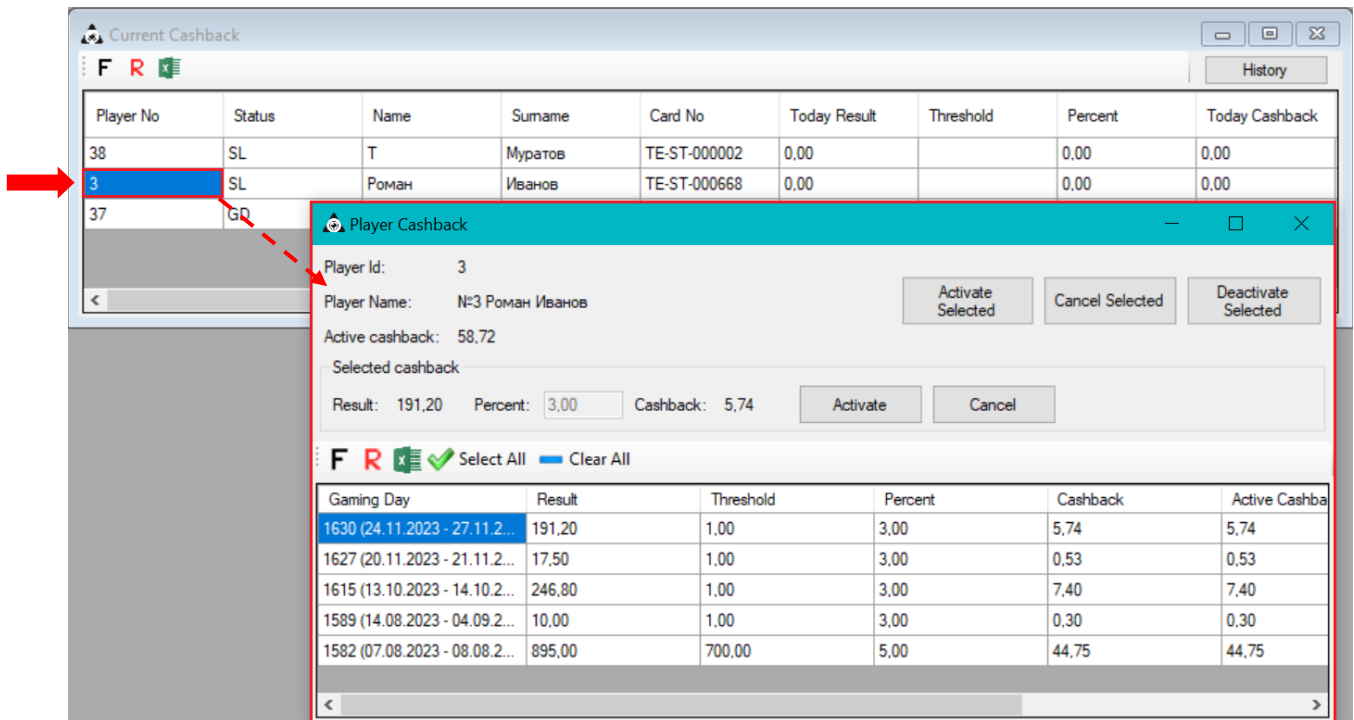 Current Cashback
F R History
Player No Status Name Surname Card No Today Result Threshold Percent Today Cashback
38 SL T Муратов TE-ST-000002 0,00 0,00 0,00
3 SL Роман Иванов TE-ST-000668 0,00 0,00 0,00
37 GD
Player Cashback
Player Id: 3
Player Name: №3 Роман Иванов
Activate Selected Cancel Selected Deactivate Selected
Active cashback: 58,72
Selected cashback
Result: 191,20 Percent: 3,00 Cashback: 5,74 Activate Cancel
F R Select All Clear All
Gaming Day Result Threshold Percent Cashback Active Cashba
1630 (24.11.2023 - 27.11.2... 191,20 1,00 3,00 5,74 5,74
1627 (20.11.2023 - 21.11.2... 17,50 1,00 3,00 0,53 0,53
1615 (13.10.2023 - 14.10.2... 246,80 1,00 3,00 7,40 7,40
1589 (14.08.2023 - 04.09.2... 10,00 1,00 3,00 0,30 0,30
1582 (07.08.2023 - 08.08.2... 895,00 700,00 5,00 44,75 44,75